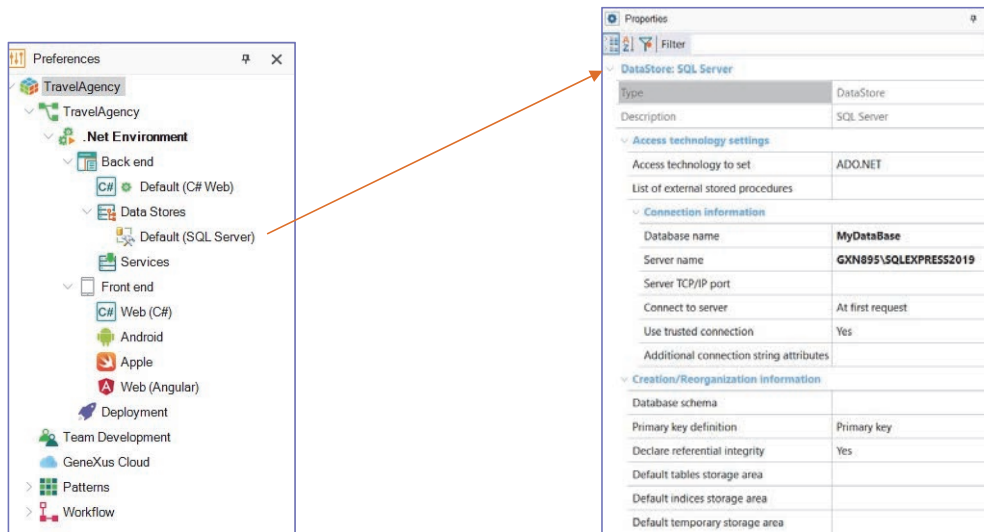 Preferences
TravelAgency
TravelAgency
.Net Environment
Back end
C# Default (C# Web)
Data Stores
Default (SQL Server)
Services
Front end
C# Web (C#)
Android
Apple
Web (Angular)
Deployment
Team Development
GeneXus Cloud
Patterns
Workflow
Properties
Filter
DataStore: SQL Server
Type DataStore
Description SQL Server
Access technology settings
Access technology to set ADO.NET
List of external stored procedures
Connection information
Database name MyDataBase
Server name GXN895\SQLEXPRESS2019
Server TCP/IP port
Connect to server At first request
Use trusted connection Yes
Additional connection string attributes
Creation/Reorganization information
Database schema
Primary key definition Primary key
Declare referential integrity Yes
Default tables storage area
Default indices storage area
Default temporary storage area